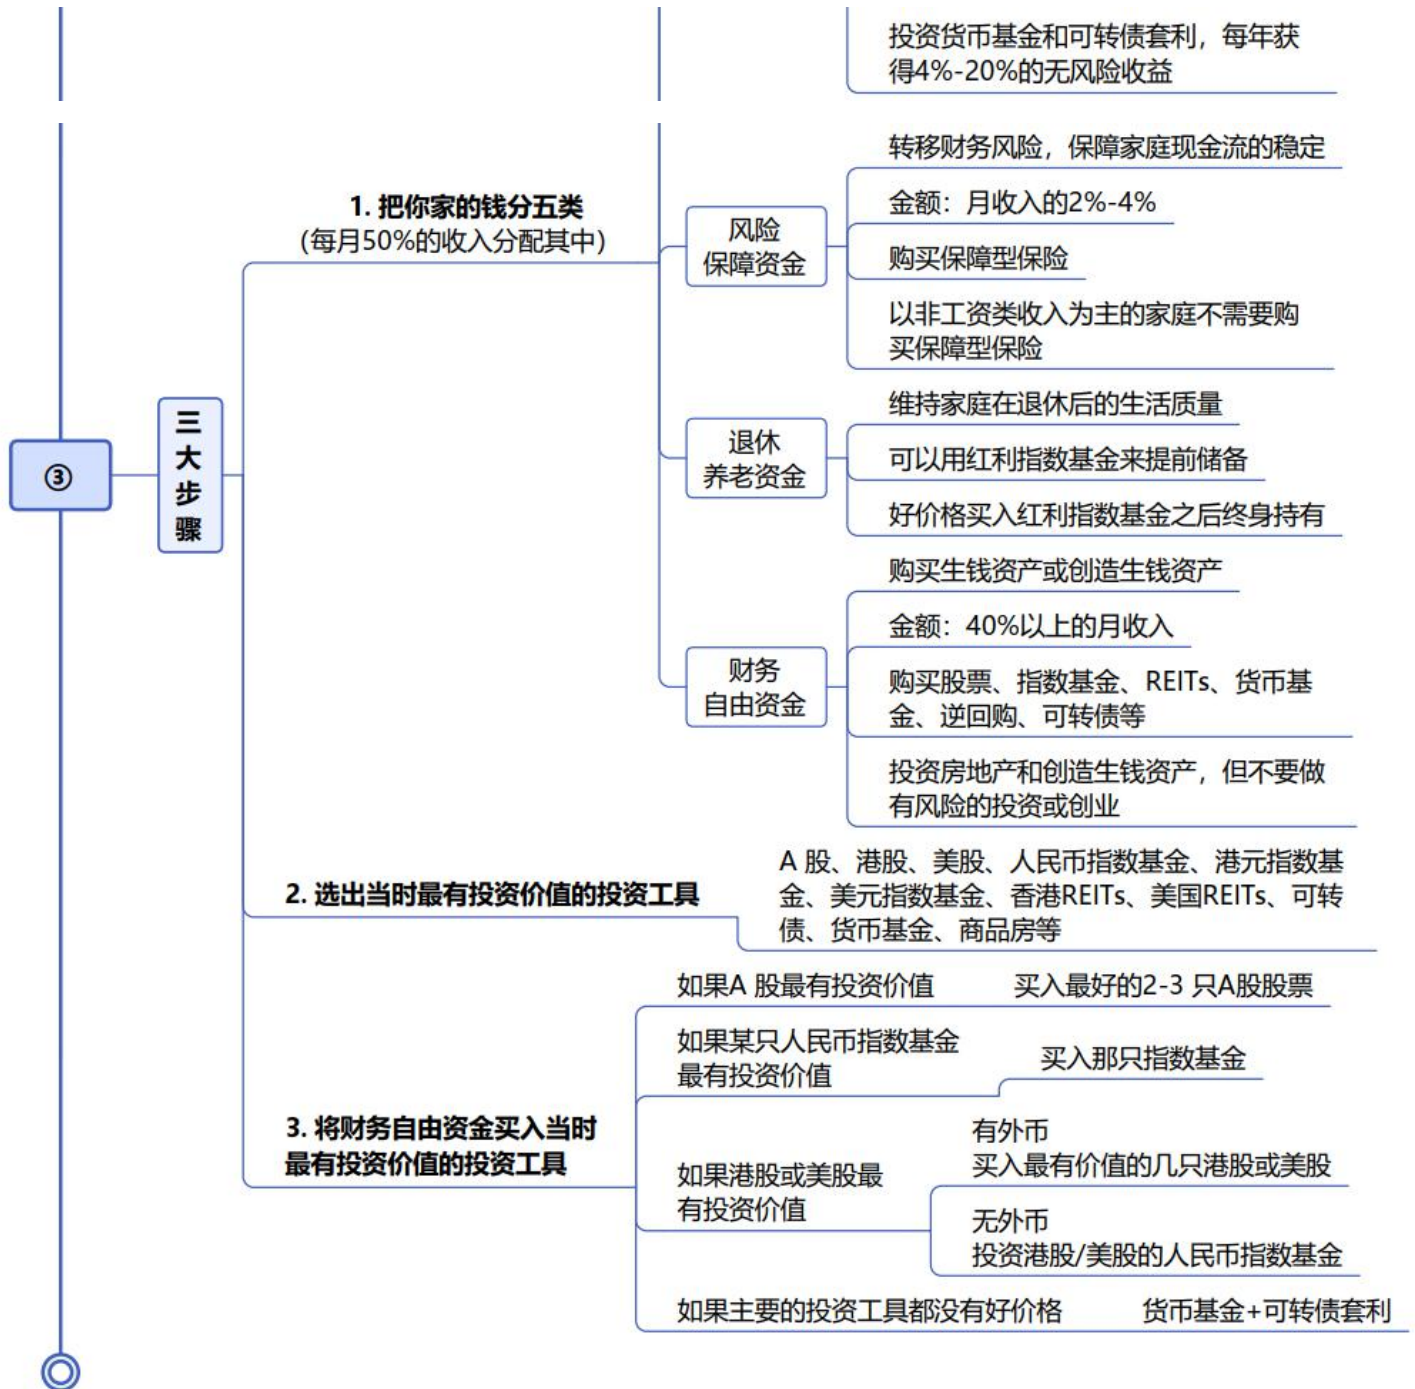 投资货币基金和可转债套利，每年获
得4%-20%的无风险收益
转移财务风险，保障家庭现金流的稳定
1. 把你家的钱分五类
（每月50%的收入分配其中）
风险
保障资金
金额：月收入的2%-4%
购买保障型保险
以非工资类收入为主的家庭不需要购
买保障型保险
③
三
大
步
骤
退休
养老资金
维持家庭在退休后的生活质量
可以用红利指数基金来提前储备
好价格买入红利指数基金之后终身持有
财务
自由资金
购买生钱资产或创造生钱资产
金额：40%以上的月收入
购买股票、指数基金、REITs、货币基
金、逆回购、可转债等
投资房地产和创造生钱资产，但不要做
有风险的投资或创业
2. 选出当时最有投资价值的投资工具
A 股、港股、美股、人民币指数基金、港元指数基
金、美元指数基金、香港REITs、美国REITs、可转
债、货币基金、商品房等
3. 将财务自由资金买入当时
最有投资价值的投资工具
如果A 股最有投资价值
买入最好的2-3 只A股股票
如果某只人民币指数基金
最有投资价值
买入那只指数基金
如果港股或美股最
有投资价值
有外币
买入最有价值的几只港股或美股
无外币
投资港股/美股的人民币指数基金
如果主要的投资工具都没有好价格
货币基金+可转债套利